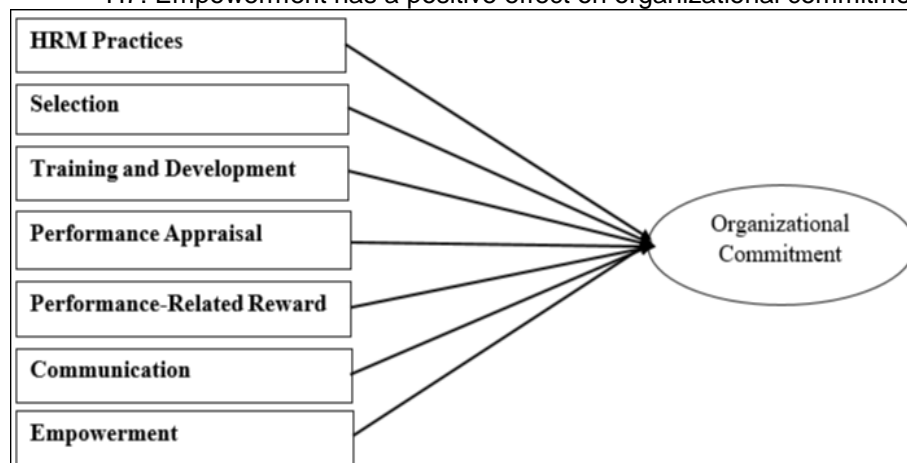 H7: Empowerment has a positive effect on organizational commitme
HRM Practices
Selection
Training and Development
Performance Appraisal
Performance-Related Reward
Communication
Empowerment
Organizational
Commitment